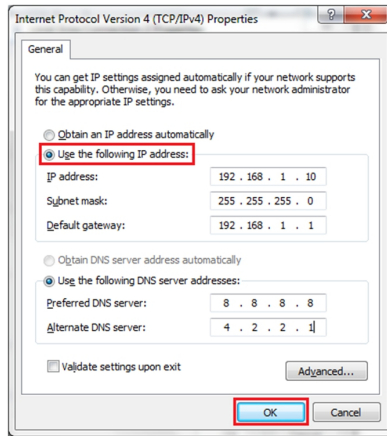 Internet Protocol Version 4 (TCP/IPv4) Properties
General
You can get IP settings assigned automatically if your network supports
this capability. Otherwise, you need to ask your network administrator
for the appropriate IP settings.
Obtain an IP address automatically
Use the following IP address:
IP address: 192 . 168 . 1 . 10
Subnet mask: 255 . 255 . 255 . 0
Default gateway: 192 . 168 . 1 . 1
Obtain DNS server address automatically
Use the following DNS server addresses:
Preferred DNS server: 8 . 8 . 8 . 8
Alternate DNS server: 4 . 2 . 2 . 1
Validate settings upon exit
Advanced...
OK Cancel